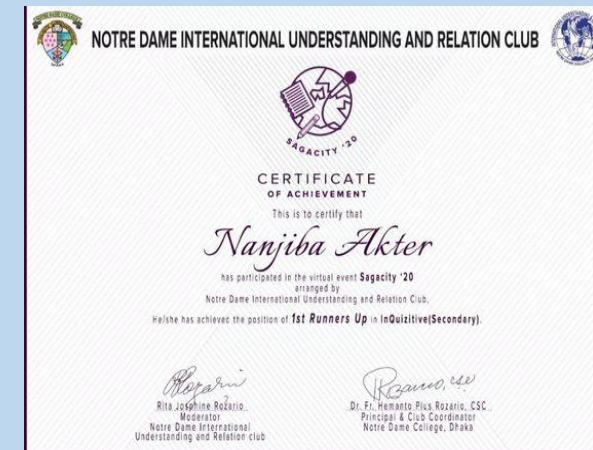 NOTRE DAME INTERNATIONAL UNDERSTANDING AND RELATION CLUB
SAGACITY '20
CERTIFICATE
OF ACHIEVEMENT
This is to certify that
Nanjiba Akter
has participated in the virtual event Sagacity '20
arranged by
Notre Dame International Understanding and Relation Club.
He/she has achieved the position of 1st Runners Up in InQuizitive(Secondary).
Rita Josephine Rozario
Moderator
Notre Dame International
Understanding and Relation club
Dr. Fr. Hemanto Pius Rozario, CSC
Principal & Club Coordinator
Notre Dame College, Dhaka